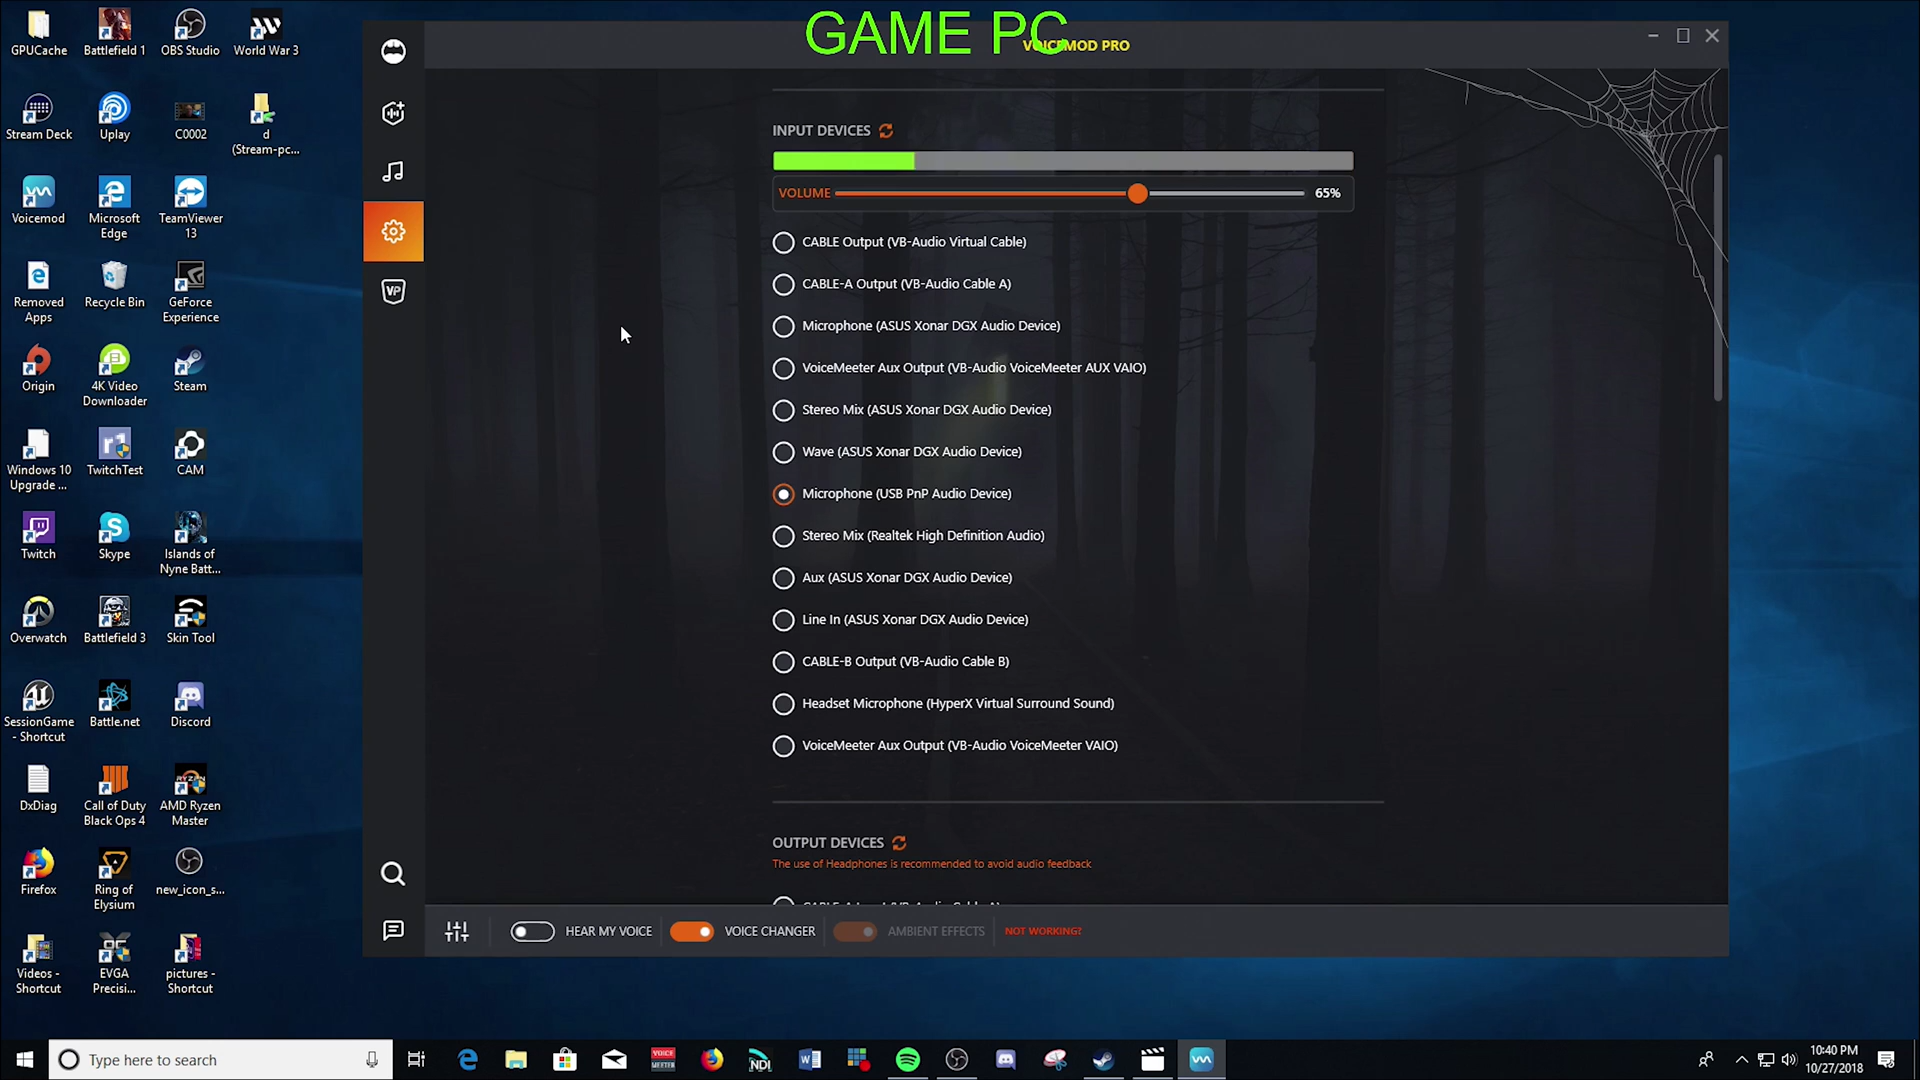 GAME PC
VOICEMOD PRO
GPUCache
Battlefield 1
OBS Studio
World War 3
Stream Deck
Uplay
C0002
d
(Stream-pc...
Voicemod
Microsoft
Edge
TeamViewer
13
Removed
Apps
Recycle Bin
GeForce
Experience
Origin
4K Video
Downloader
Steam
Windows 10
Upgrade ...
TwitchTest
CAM
Twitch
Skype
Islands of
Nyne Batt...
Overwatch
Battlefield 3
Skin Tool
SessionGame
- Shortcut
Battle.net
Discord
DxDiag
Call of Duty
Black Ops 4
AMD Ryzen
Master
Firefox
Ring of
Elysium
new_icon_s...
Videos -
Shortcut
EVGA
Precisi...
pictures -
Shortcut
VP
INPUT DEVICES
VOLUME 65%
CABLE Output (VB-Audio Virtual Cable)
CABLE-A Output (VB-Audio Cable A)
Microphone (ASUS Xonar DGX Audio Device)
VoiceMeeter Aux Output (VB-Audio VoiceMeeter AUX VAIO)
Stereo Mix (ASUS Xonar DGX Audio Device)
Wave (ASUS Xonar DGX Audio Device)
Microphone (USB PnP Audio Device)
Stereo Mix (Realtek High Definition Audio)
Aux (ASUS Xonar DGX Audio Device)
Line In (ASUS Xonar DGX Audio Device)
CABLE-B Output (VB-Audio Cable B)
Headset Microphone (HyperX Virtual Surround Sound)
VoiceMeeter Aux Output (VB-Audio VoiceMeeter VAIO)
OUTPUT DEVICES
The use of Headphones is recommended to avoid audio feedback
HEAR MY VOICE
VOICE CHANGER
AMBIENT EFFECTS
NOT WORKING?
Type here to search
VOICE
MEETER
NDI
10:40 PM
10/27/2018